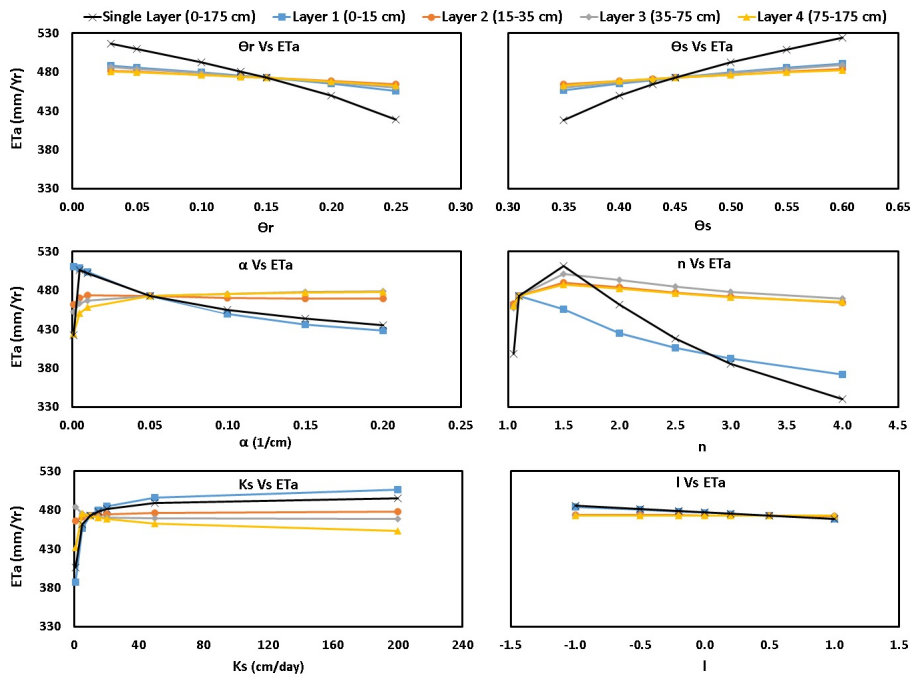 Single Layer (0-175 cm) Layer 1 (0-15 cm) Layer 2 (15-35 cm) Layer 3 (35-75 cm) Layer 4 (75-175 cm)
ϴr Vs ETa
530
480
430
380
330
ETa (mm/Yr)
0.00 0.05 0.10 0.15 0.20 0.25 0.30
ϴr
ϴs Vs ETa
0.30 0.35 0.40 0.45 0.50 0.55 0.60 0.65
ϴs
α Vs ETa
530
480
430
380
330
ETa (mm/Yr)
0.00 0.05 0.10 0.15 0.20 0.25
α (1/cm)
n Vs ETa
1.0 1.5 2.0 2.5 3.0 3.5 4.0 4.5
n
Ks Vs ETa
530
480
430
380
330
ETa (mm/Yr)
0 40 80 120 160 200 240
Ks (cm/day)
l Vs ETa
-1.5 -1.0 -0.5 0.0 0.5 1.0 1.5
l